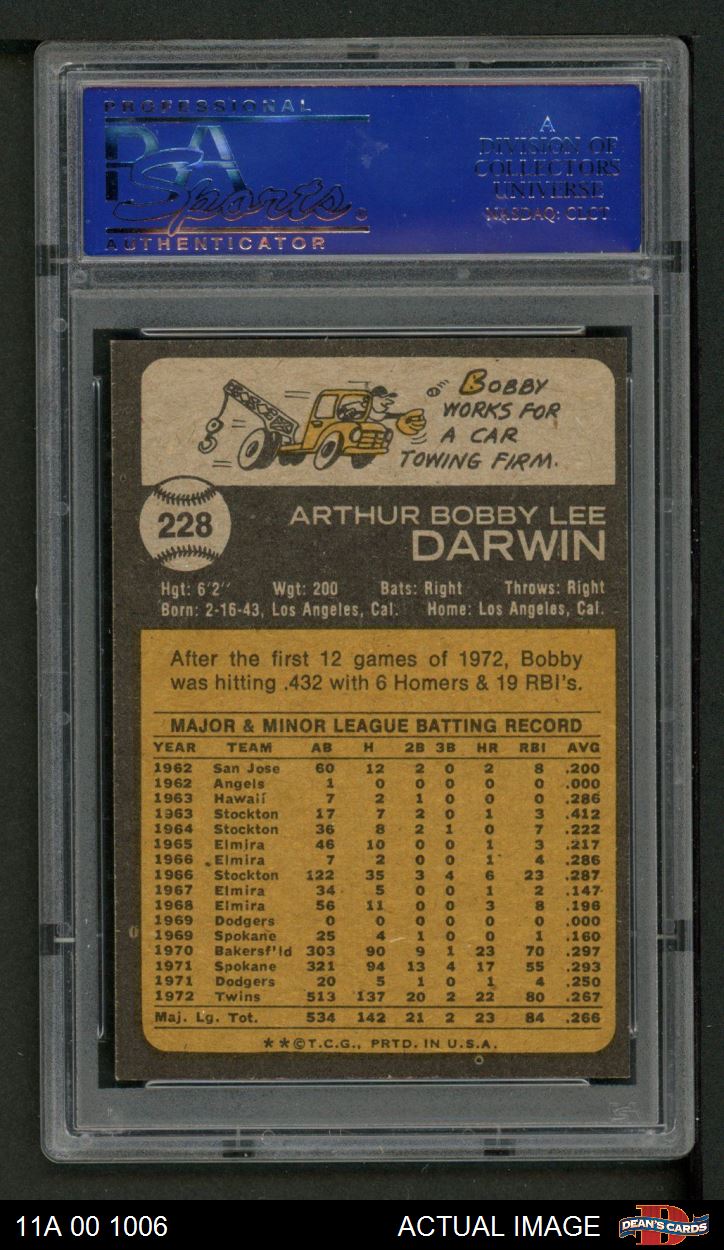 PROFESSIONAL
PSA
Sports
AUTHENTICATOR
A
DIVISION OF
COLLECTORS
UNIVERSE
NASDAQ: CLCT
BOBBY
WORKS FOR
A CAR
TOWING FIRM.
228
ARTHUR BOBBY LEE
DARWIN
Hgt: 6'2" Wgt: 200 Bats: Right Throws: Right
Born: 2-16-43, Los Angeles, Cal. Home: Los Angeles, Cal.
After the first 12 games of 1972, Bobby
was hitting .432 with 6 Homers & 19 RBI's.
MAJOR & MINOR LEAGUE BATTING RECORD
YEAR TEAM AB H 2B 3B HR RBI AVG
1962 San Jose 60 12 2 0 2 8 .200
1962 Angels 1 0 0 0 0 0 .000
1963 Hawaii 7 2 1 0 0 0 .286
1963 Stockton 17 7 2 0 1 3 .412
1964 Stockton 36 8 2 1 0 7 .222
1965 Elmira 46 10 0 0 1 3 .217
1966 Elmira 7 2 0 0 1 4 .286
1966 Stockton 122 35 3 4 6 23 .287
1967 Elmira 34 5 0 0 1 2 .147
1968 Elmira 56 11 0 0 3 8 .196
1969 Dodgers 0 0 0 0 0 0 .000
1969 Spokane 25 4 1 0 0 1 .160
1970 Bakersf'ld 303 90 9 1 23 70 .297
1971 Spokane 321 94 13 4 17 55 .293
1971 Dodgers 20 5 1 0 1 4 .250
1972 Twins 513 137 20 2 22 80 .267
Maj. Lg. Tot. 534 142 21 2 23 84 .266
**©T.C.G., PRTD. IN U.S.A.
11A 00 1006 ACTUAL IMAGE DEAN'S CARDS